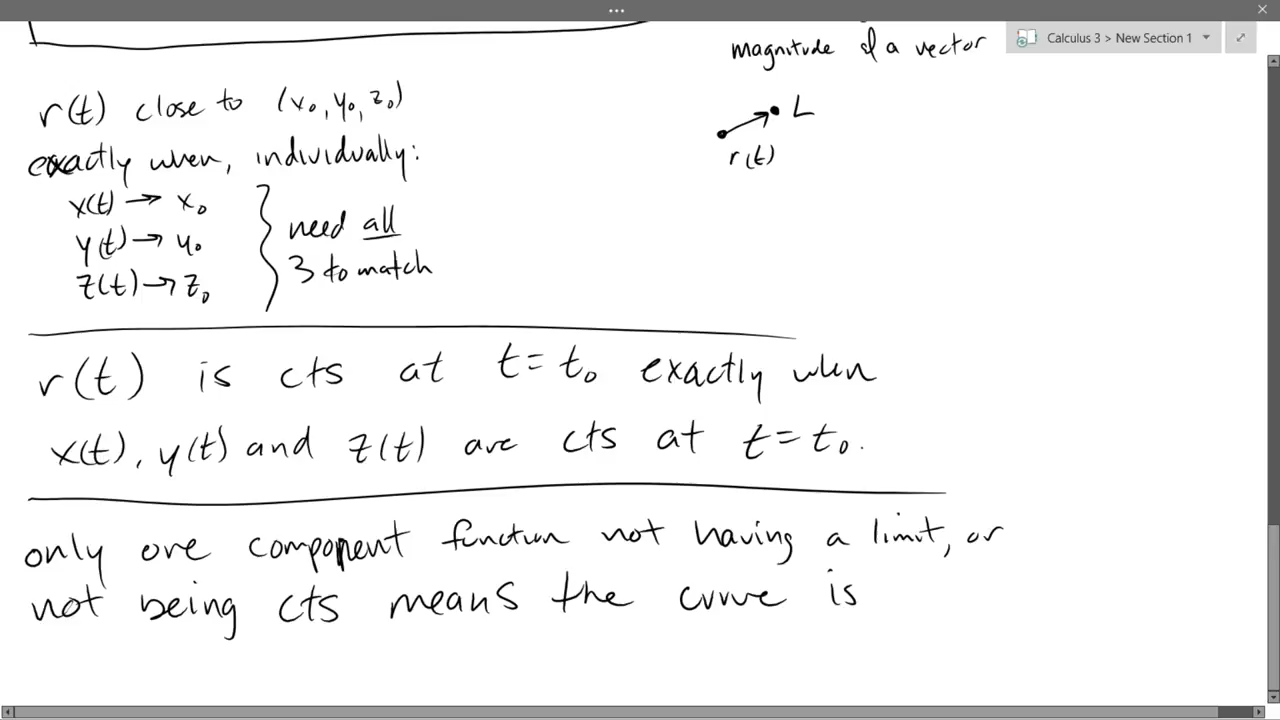 Calculus 3 > New Section 1
magnitude of a vector
L
r(t)
r(t) close to (x₀, y₀, z₀)
exactly when, individually:
x(t) → x₀
y(t) → y₀
z(t) → z₀
need all
3 to match
r(t) is cts at t = t₀ exactly when
x(t), y(t) and z(t) are cts at t = t₀.
only one component function not having a limit, or
not being cts means the curve is